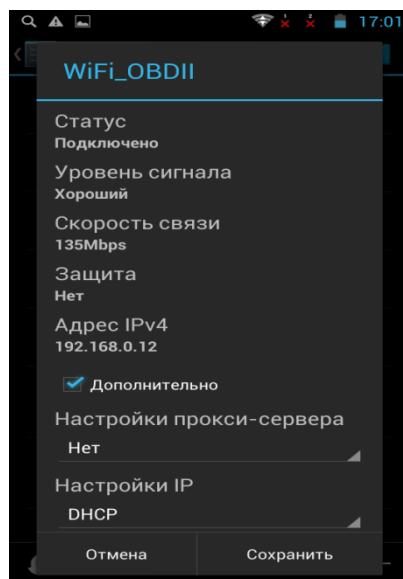 17:01
WiFi_OBDII
Статус
Подключено
Уровень сигнала
Хороший
Скорость связи
135Mbps
Защита
Нет
Адрес IPv4
192.168.0.12
Дополнительно
Настройки прокси-сервера
Нет
Настройки IP
DHCP
Отмена Сохранить